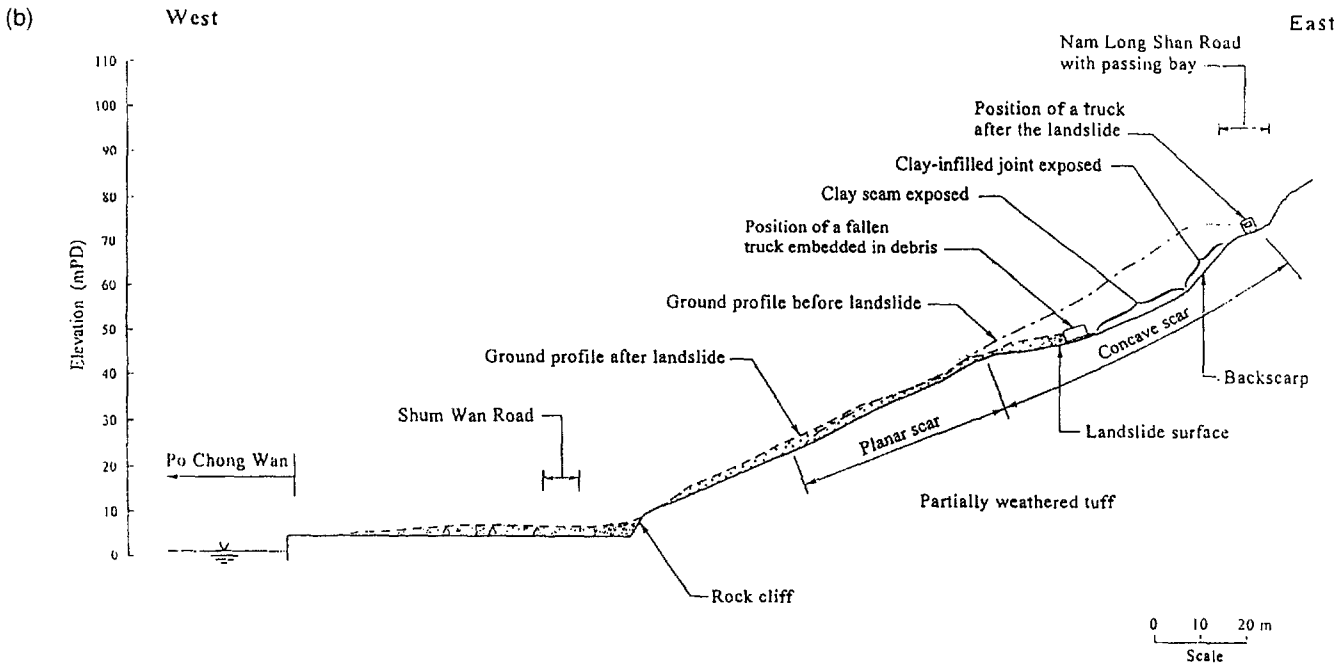 (b)
West
East
Nam Long Shan Road
with passing bay
Position of a truck
after the landslide
Clay-infilled joint exposed
Clay seam exposed
Position of a fallen
truck embedded in debris
Ground profile before landslide
Ground profile after landslide
Shum Wan Road
Po Chong Wan
Elevation (mPD)
110
100
90
80
70
60
50
40
30
20
10
0
Concave scar
Backscarp
Planar scar
Landslide surface
Partially weathered tuff
Rock cliff
0 10 20 m
Scale